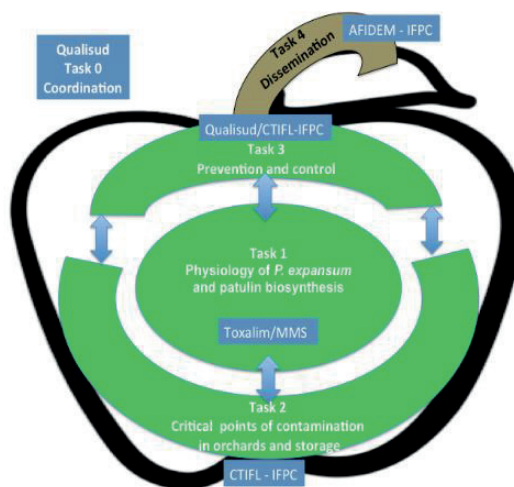 Qualisud
Task 0
Coordination
Task 4
Dissemination
AFIDEM - IFPC
Qualisud/CTIFL-IFPC
Task 3
Prevention and control
Task 1
Physiology of P. expansum
and patulin biosynthesis
Toxalim/MMS
Task 2
Critical points of contamination
in orchards and storage
CTIFL - IFPC